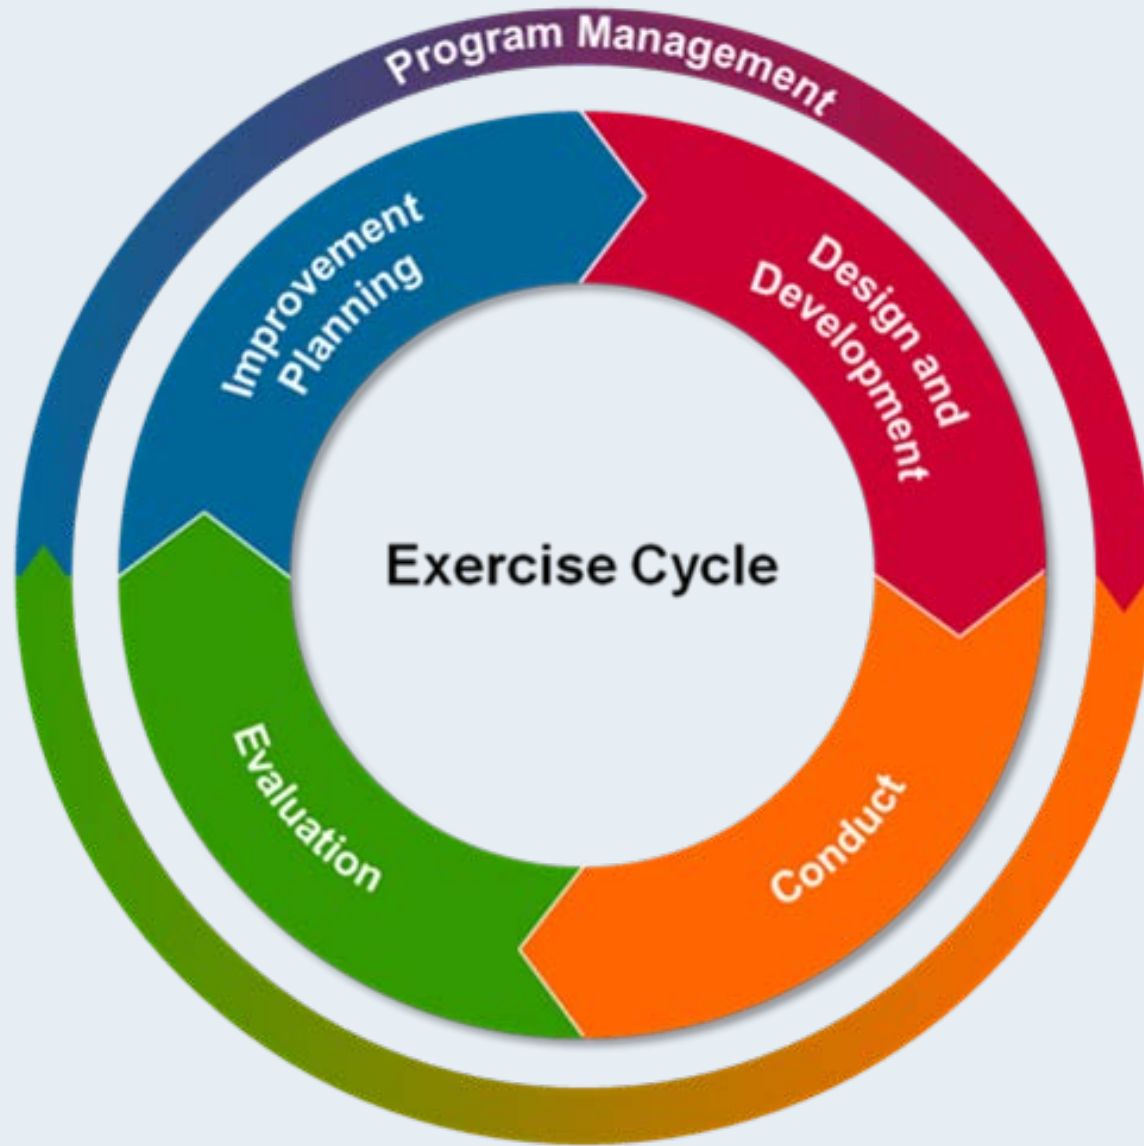 Program Management
Improvement
Planning
Design and
Development
Exercise Cycle
Evaluation
Conduct